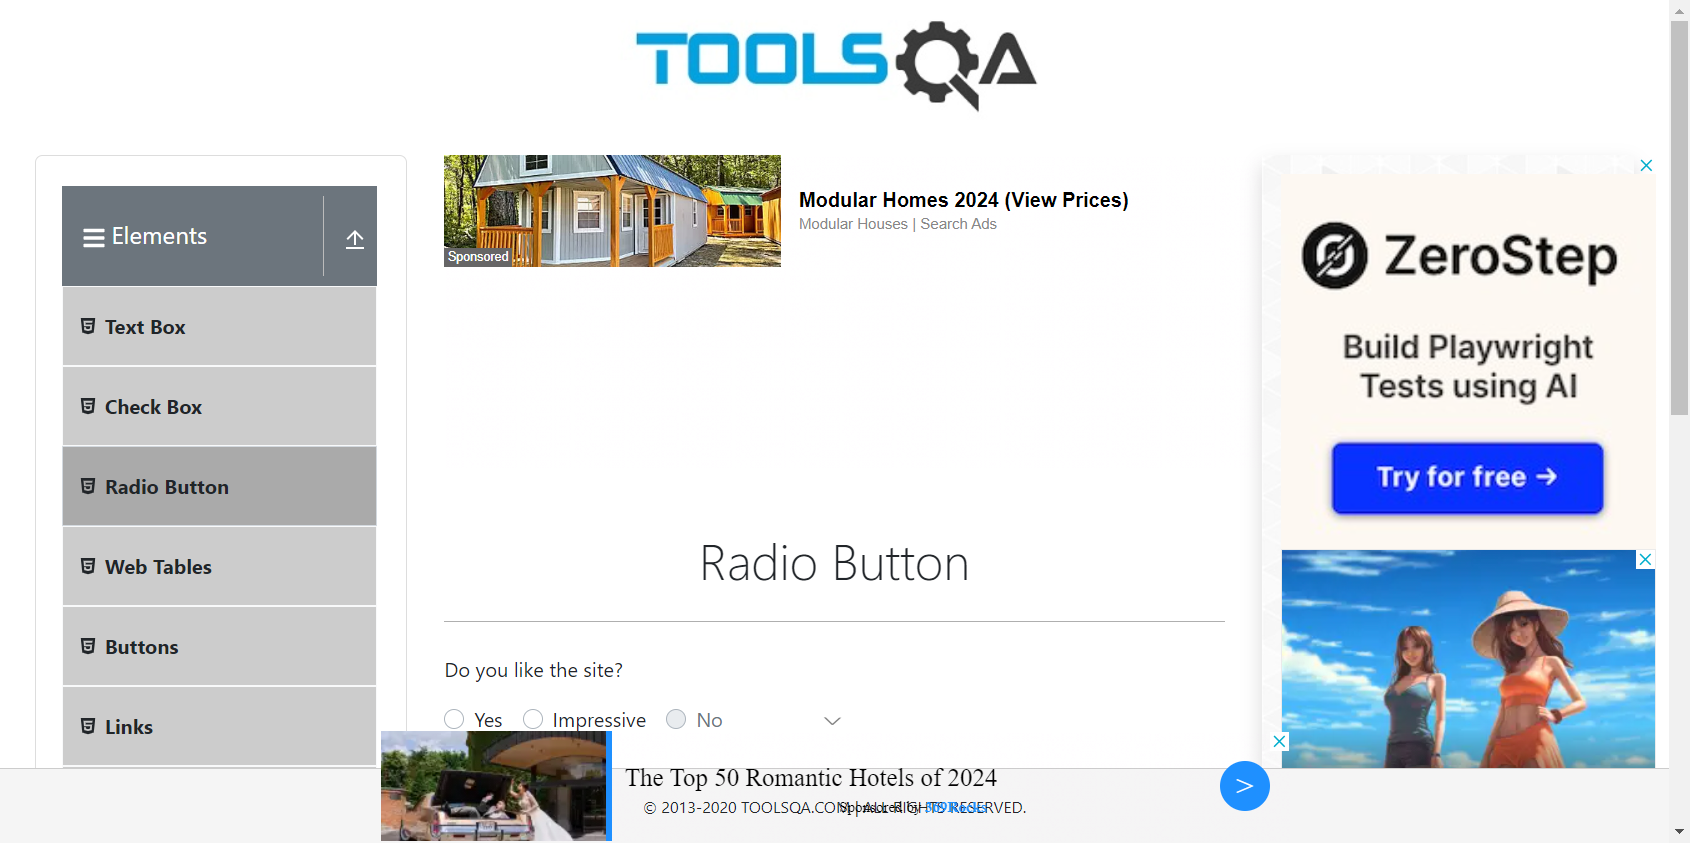 TOOLSQA
Elements
Text Box
Check Box
Radio Button
Web Tables
Buttons
Links
Sponsored
Modular Homes 2024 (View Prices)
Modular Houses | Search Ads
Radio Button
Do you like the site?
Yes
Impressive
No
ZeroStep
Build Playwright
Tests using AI
Try for free →
The Top 50 Romantic Hotels of 2024
© 2013-2020 TOOLSQA.COM | ALL RIGHTS RESERVED.
Sponsored by